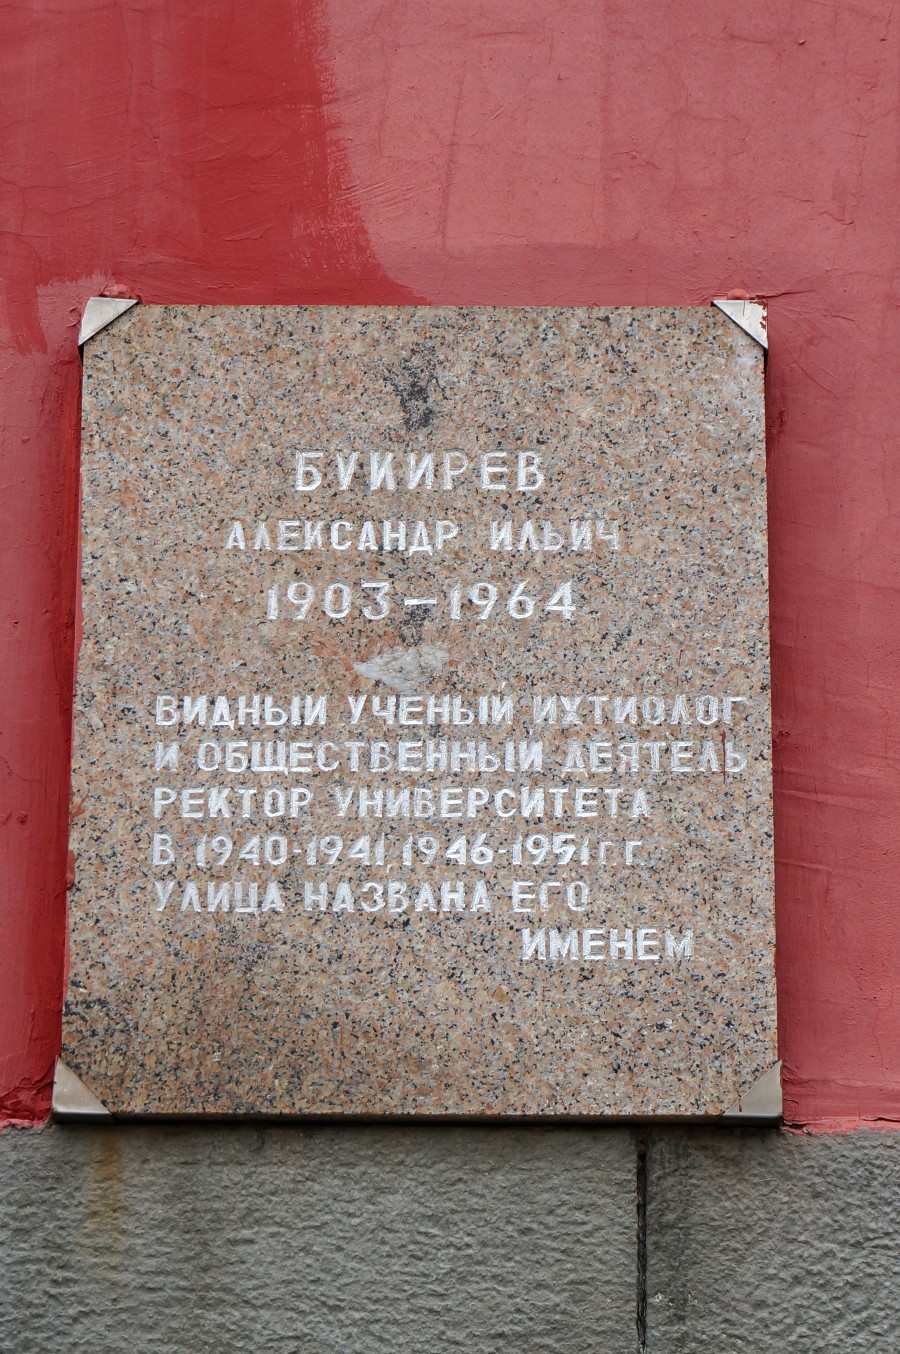 БУКИРЕВ
АЛЕКСАНДР ИЛЬИЧ
1903-1964
ВИДНЫЙ УЧЕНЫЙ ИХТИОЛОГ
И ОБЩЕСТВЕННЫЙ ДЕЯТЕЛЬ
РЕКТОР УНИВЕРСИТЕТА
В 1940-1941, 1946-1951 г г.
УЛИЦА НАЗВАНА ЕГО
ИМЕНЕМ